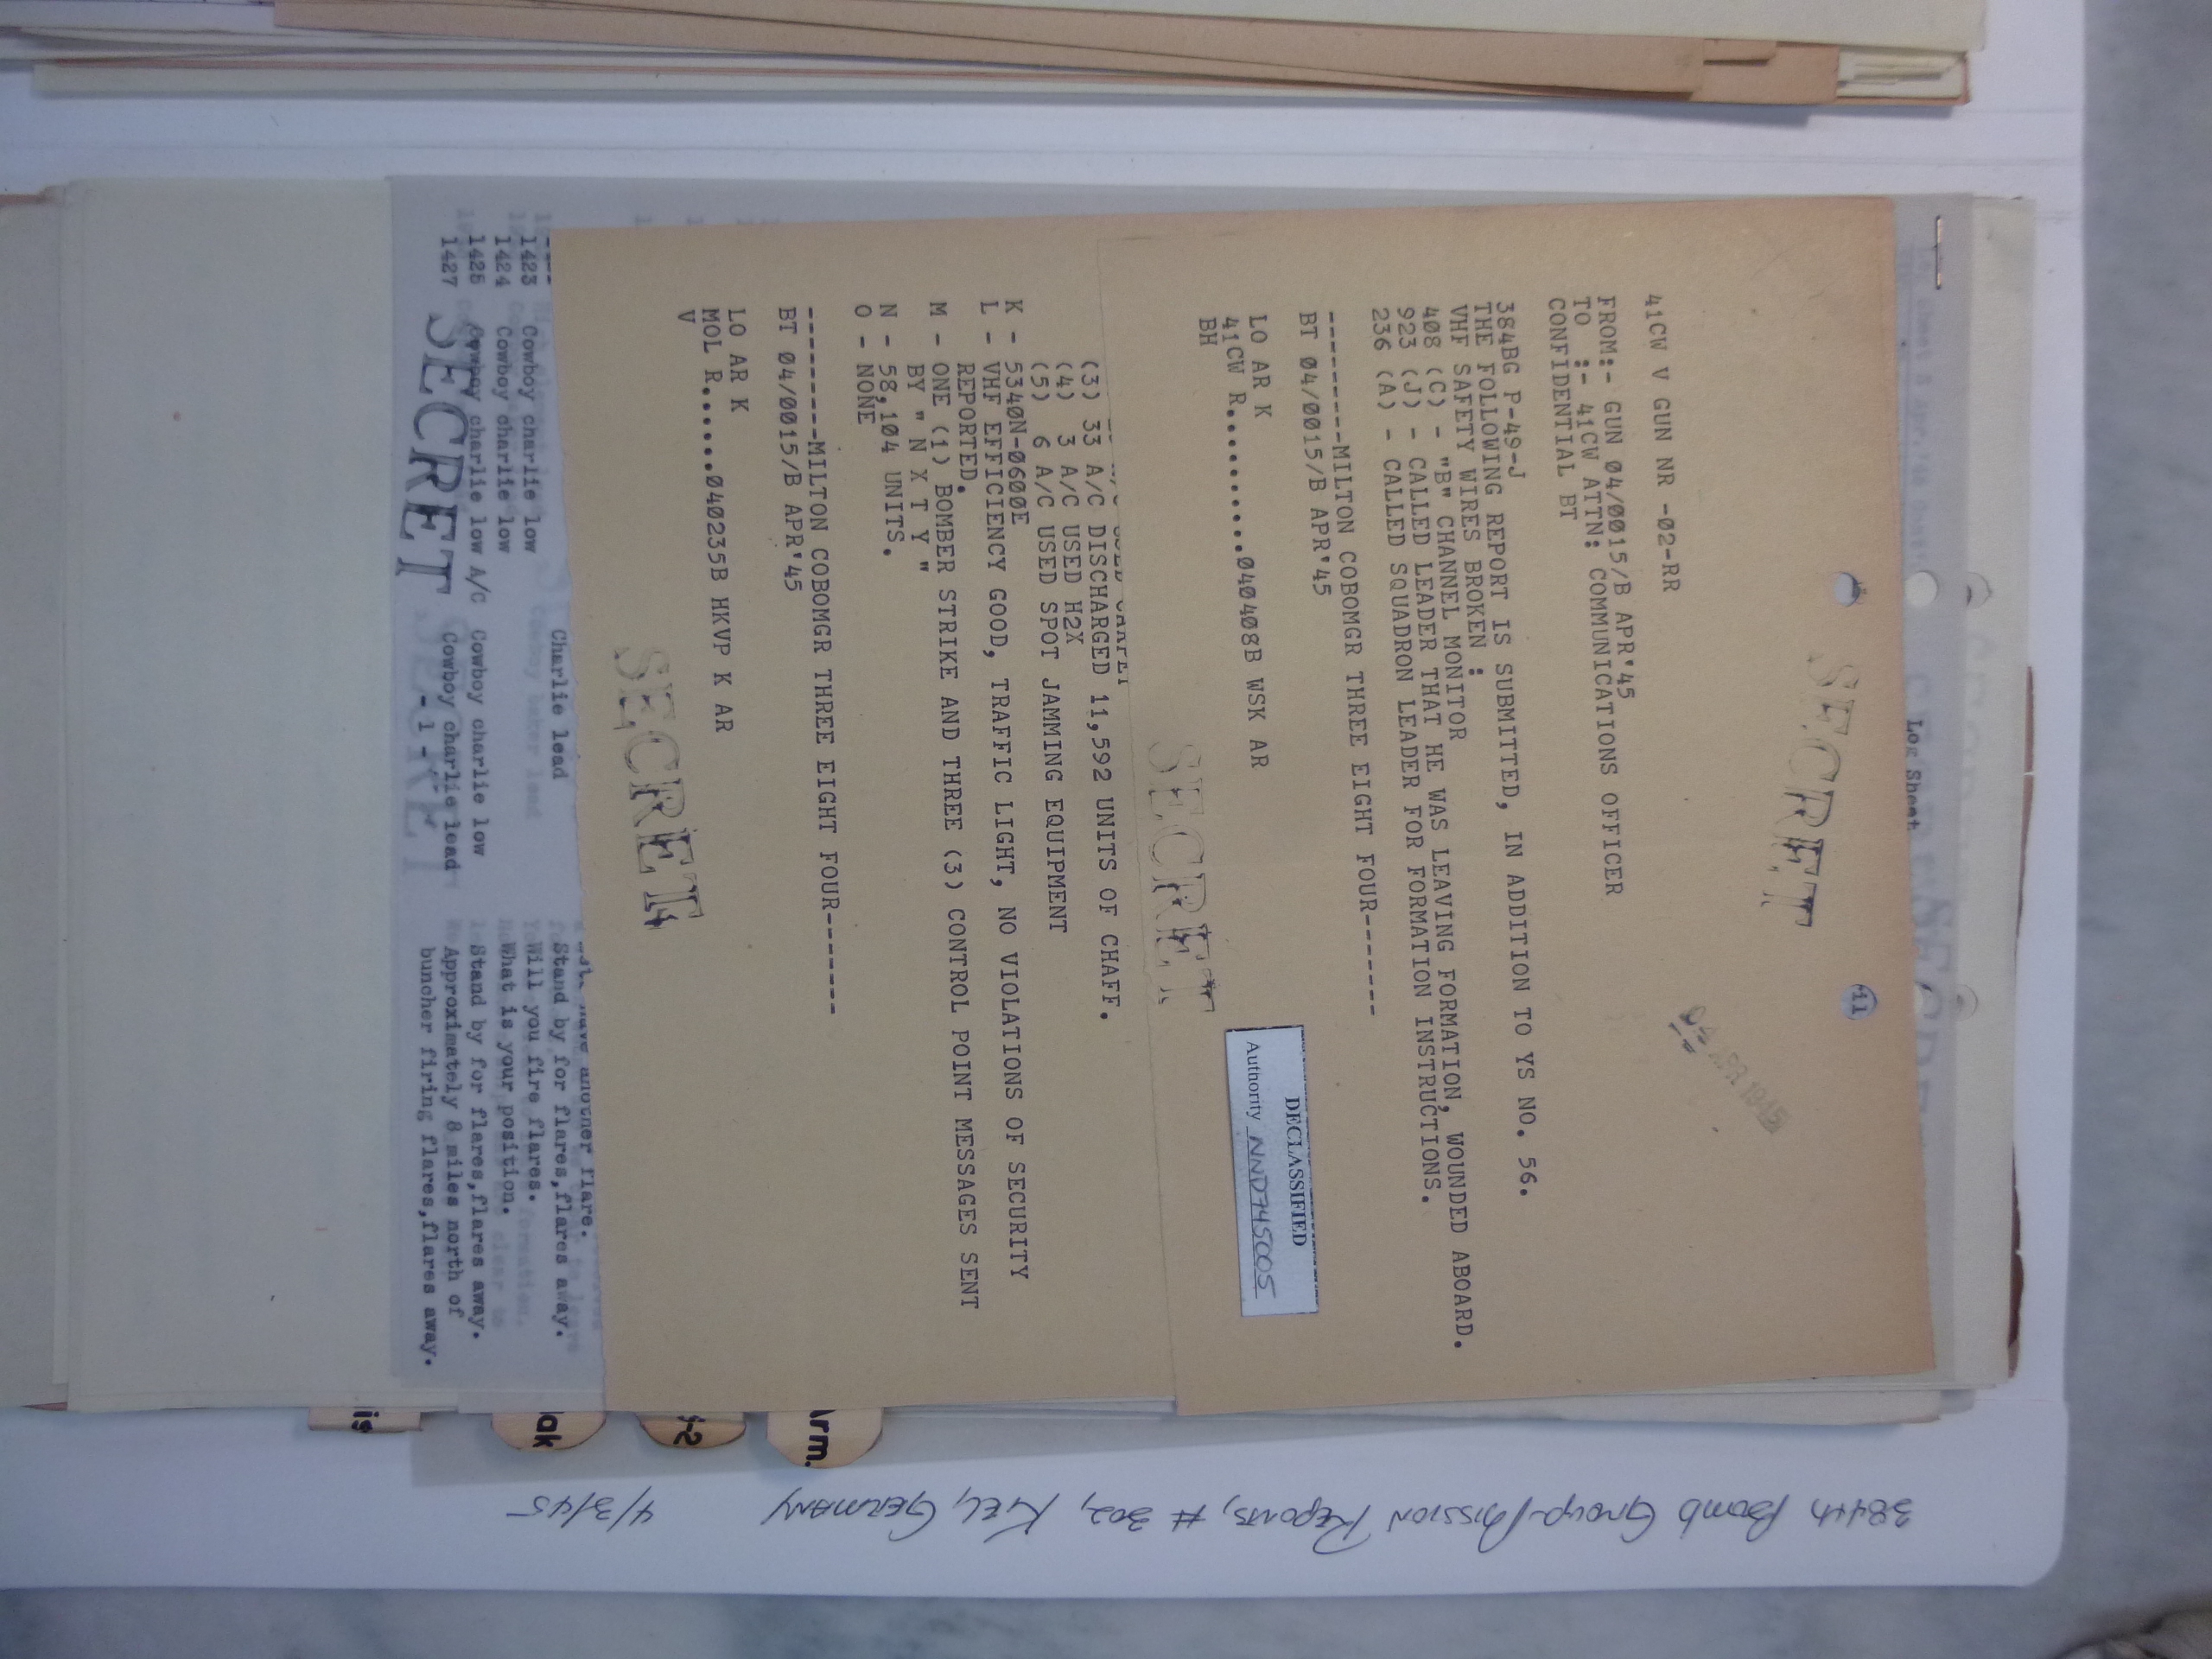 Log Sheet
SECRET
41CW V GUN NR -02-RR
FROM:- GUN 04/0015/B APR'45
TO :- 41CW ATTN: COMMUNICATIONS OFFICER
CONFIDENTIAL BT
384BG P-49-J
THE FOLLOWING REPORT IS SUBMITTED, IN ADDITION TO YS NO. 56.
VHF SAFETY WIRES BROKEN :
408 (C) - "B" CHANNEL MONITOR
923 (J) - CALLED LEADER THAT HE WAS LEAVING FORMATION, WOUNDED ABOARD.
236 (A) - CALLED SQUADRON LEADER FOR FORMATION INSTRUCTIONS.
---------MILTON COBOMGR THREE EIGHT FOUR------
BT 04/0015/B APR'45
DECLASSIFIED
Authority NND745005
LO AR K
41CW R..........040408B WSK AR
BH
SECRET
(3) 33 A/C DISCHARGED 11,592 UNITS OF CHAFF.
(4) 3 A/C USED H2X
(5) 6 A/C USED SPOT JAMMING EQUIPMENT
K - 5340N-0600E
L - VHF EFFICIENCY GOOD, TRAFFIC LIGHT, NO VIOLATIONS OF SECURITY
REPORTED.
M - ONE (1) BOMBER STRIKE AND THREE (3) CONTROL POINT MESSAGES SENT
BY " N X T Y "
N - 58,104 UNITS.
O - NONE
---------MILTON COBOMGR THREE EIGHT FOUR------
BT 04/0015/B APR'45
LO AR K
MOL R.......040235B HKVP K AR
V
SECRET
have another flare.
Charlie lead Stand by for flares,flares away.
1423 Cowboy charlie low Will you fire flares.
1424 Cowboy charlie low What is your position.
1425 Cowboy charlie low A/C Cowboy charlie low Stand by for flares,flares away.
1427 Cowboy charlie lead Approximately 8 miles north of
buncher firing flares,flares away.
SECRET
- 1 -
Arm.
384th Bomb Group-Mission Reports, # 302, Kiel, Germany 4/3/45